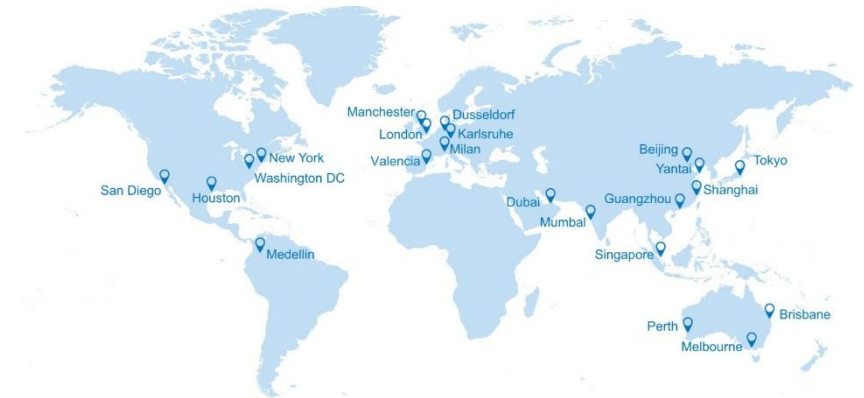 Manchester
Dusseldorf
London
Karlsruhe
Milan
Valencia
New York
Washington DC
San Diego
Houston
Medellin
Beijing
Yantai
Tokyo
Shanghai
Guangzhou
Dubai
Mumbal
Singapore
Perth
Brisbane
Melbourne